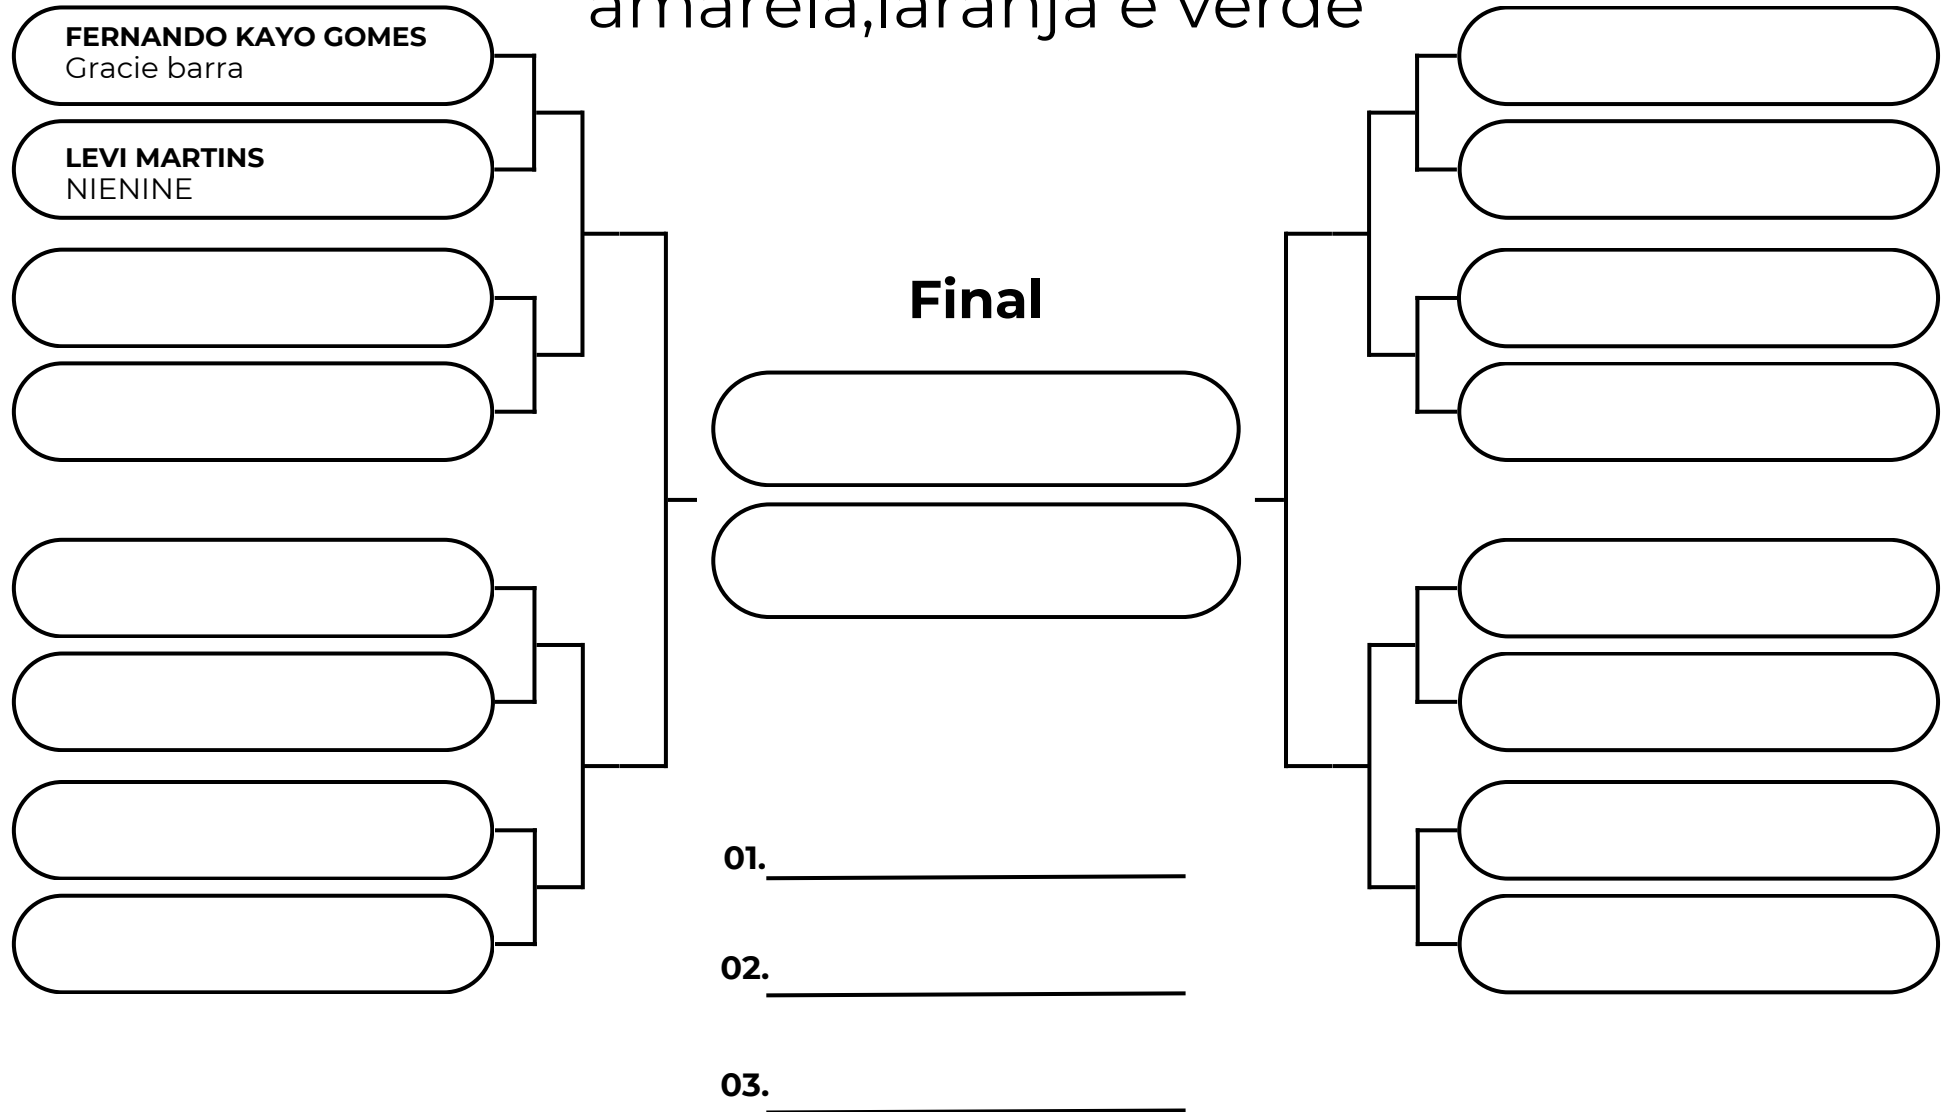 amarela,laranja e verde
FERNANDO KAYO GOMES
Gracie barra
LEVI MARTINS
NIENINE
Final
01.
02.
03.